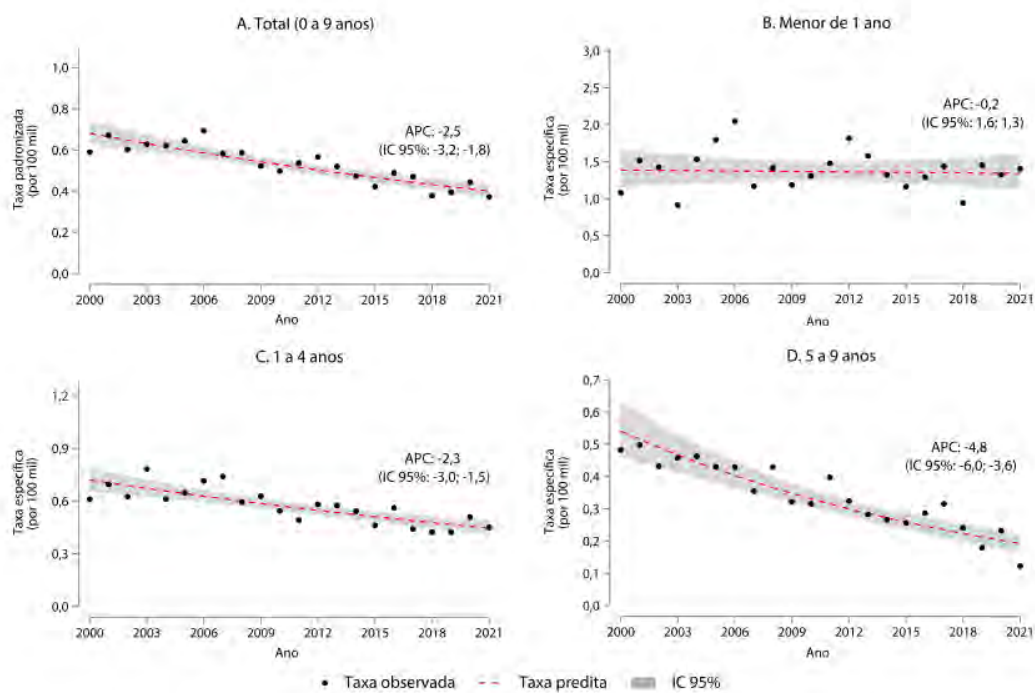 A. Total (0 a 9 anos)
Taxa padronizada
(por 100 mil)
1,0
0,8
0,6
0,4
0,2
0,0
APC: -2,5
(IC 95%: -3,2; -1,8)
2000 2003 2006 2009 2012 2015 2018 2021
Ano
B. Menor de 1 ano
Taxa específica
(por 100 mil)
3,0
2,5
2,0
1,5
1,0
0,5
0,0
APC: -0,2
(IC 95%: 1,6; 1,3)
2000 2003 2006 2009 2012 2015 2018 2021
Ano
C. 1 a 4 anos
Taxa específica
(por 100 mil)
1,2
0,9
0,6
0,3
0,0
APC: -2,3
(IC 95%: -3,0; -1,5)
2000 2003 2006 2009 2012 2015 2018 2021
Ano
D. 5 a 9 anos
Taxa específica
(por 100 mil)
0,7
0,6
0,5
0,4
0,3
0,2
0,1
0,0
APC: -4,8
(IC 95%: -6,0; -3,6)
2000 2003 2006 2009 2012 2015 2018 2021
Ano
Taxa observada Taxa predita IC 95%